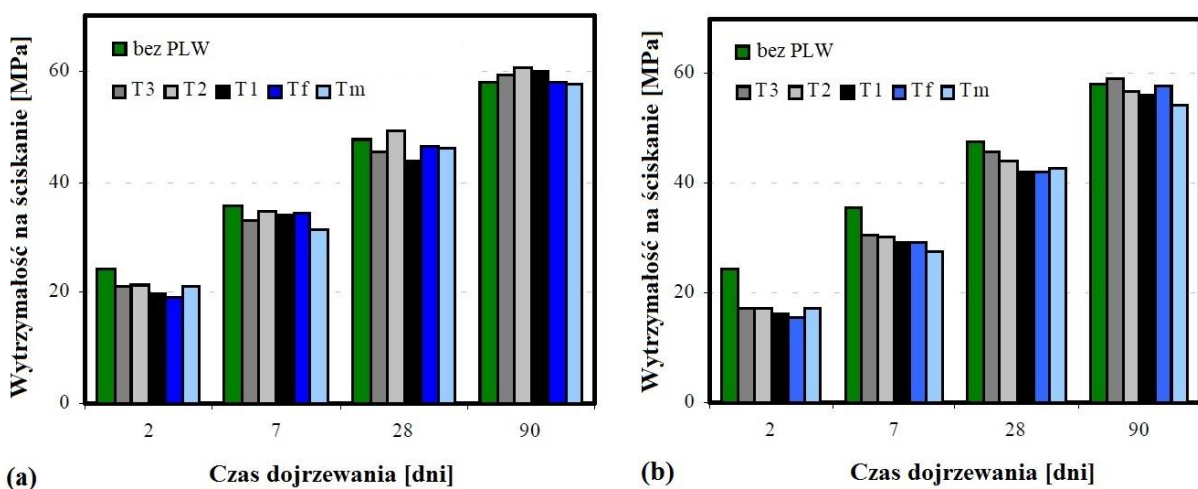 Wytrzymałość na ściskanie [MPa]
bez PLW
T3 T2 T1 Tf Tm
60
40
20
0
2 7 28 90
(a) Czas dojrzewania [dni]
Wytrzymałość na ściskanie [MPa]
bez PLW
T3 T2 T1 Tf Tm
60
40
20
0
2 7 28 90
(b) Czas dojrzewania [dni]